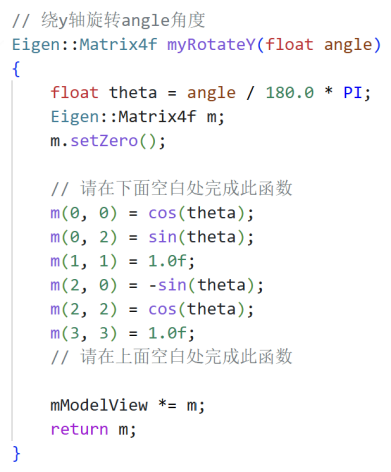 // 绕y轴旋转angle角度
Eigen::Matrix4f myRotateY(float angle)
{
    float theta = angle / 180.0 * PI;
    Eigen::Matrix4f m;
    m.setZero();

    // 请在下面空白处完成此函数
    m(0, 0) = cos(theta);
    m(0, 2) = sin(theta);
    m(1, 1) = 1.0f;
    m(2, 0) = -sin(theta);
    m(2, 2) = cos(theta);
    m(3, 3) = 1.0f;
    // 请在上面空白处完成此函数

    mModelView *= m;
    return m;
}